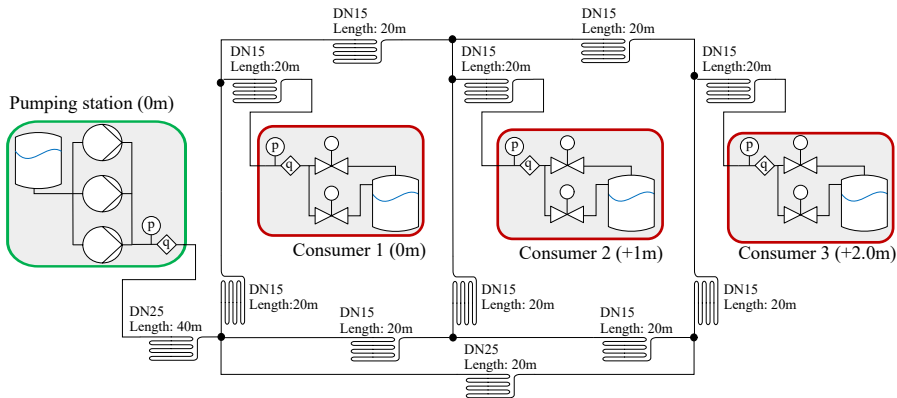 DN15
Length: 20m
DN15
Length: 20m
DN15
Length:20m
DN15
Length: 20m
DN15
Length: 20m
Pumping station (0m)
p
q
p
q
Consumer 1 (0m)
p
q
Consumer 2 (+1m)
p
q
Consumer 3 (+2.0m)
DN15
Length:20m
DN15
Length: 20m
DN15
Length: 20m
DN25
Length: 40m
DN15
Length: 20m
DN15
Length: 20m
DN25
Length: 20m